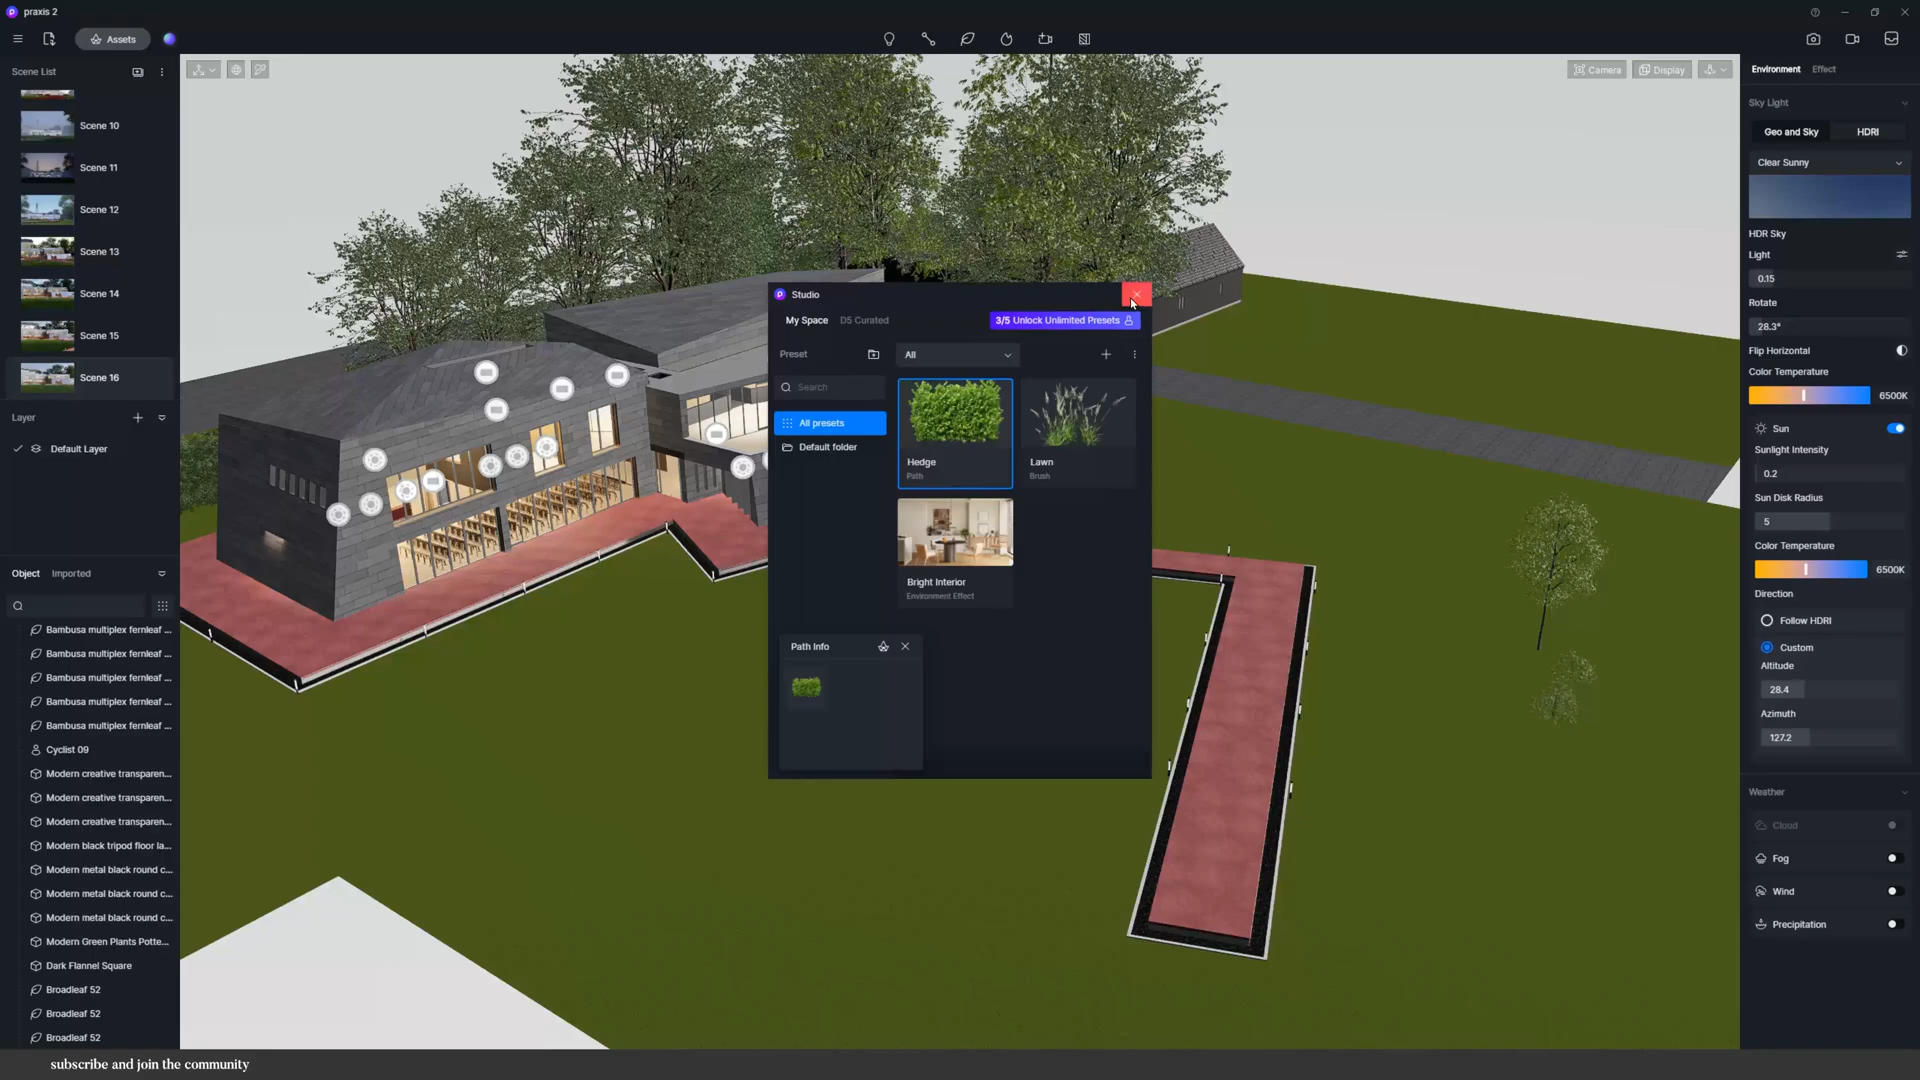 praxis 2
Assets
Scene List
Scene 10
Scene 11
Scene 12
Scene 13
Scene 14
Scene 15
Scene 16
Layer
Default Layer
Object Imported
Bambusa multiplex fernleaf ...
Bambusa multiplex fernleaf ...
Bambusa multiplex fernleaf ...
Bambusa multiplex fernleaf ...
Bambusa multiplex fernleaf ...
Cyclist 09
Modern creative transparen...
Modern creative transparen...
Modern creative transparen...
Modern black tripod floor la...
Modern metal black round c...
Modern metal black round c...
Modern metal black round c...
Modern Green Plants Potte...
Dark Flannel Square
Broadleaf 52
Broadleaf 52
Broadleaf 52
Camera Display
Studio
My Space D5 Curated 3/5 Unlock Unlimited Presets
Preset All
Search
All presets
Default folder
Hedge
Path
Lawn
Brush
Bright Interior
Environment Effect
Path Info
Environment Effect
Sky Light
Geo and Sky HDRI
Clear Sunny
HDR Sky
Light
0.15
Rotate
28.3°
Flip Horizontal
Color Temperature
6500K
Sun
Sunlight Intensity
0.2
Sun Disk Radius
5
Color Temperature
6500K
Direction
Follow HDRI
Custom
Altitude
28.4
Azimuth
127.2
Weather
Cloud
Fog
Wind
Precipitation
subscribe and join the community